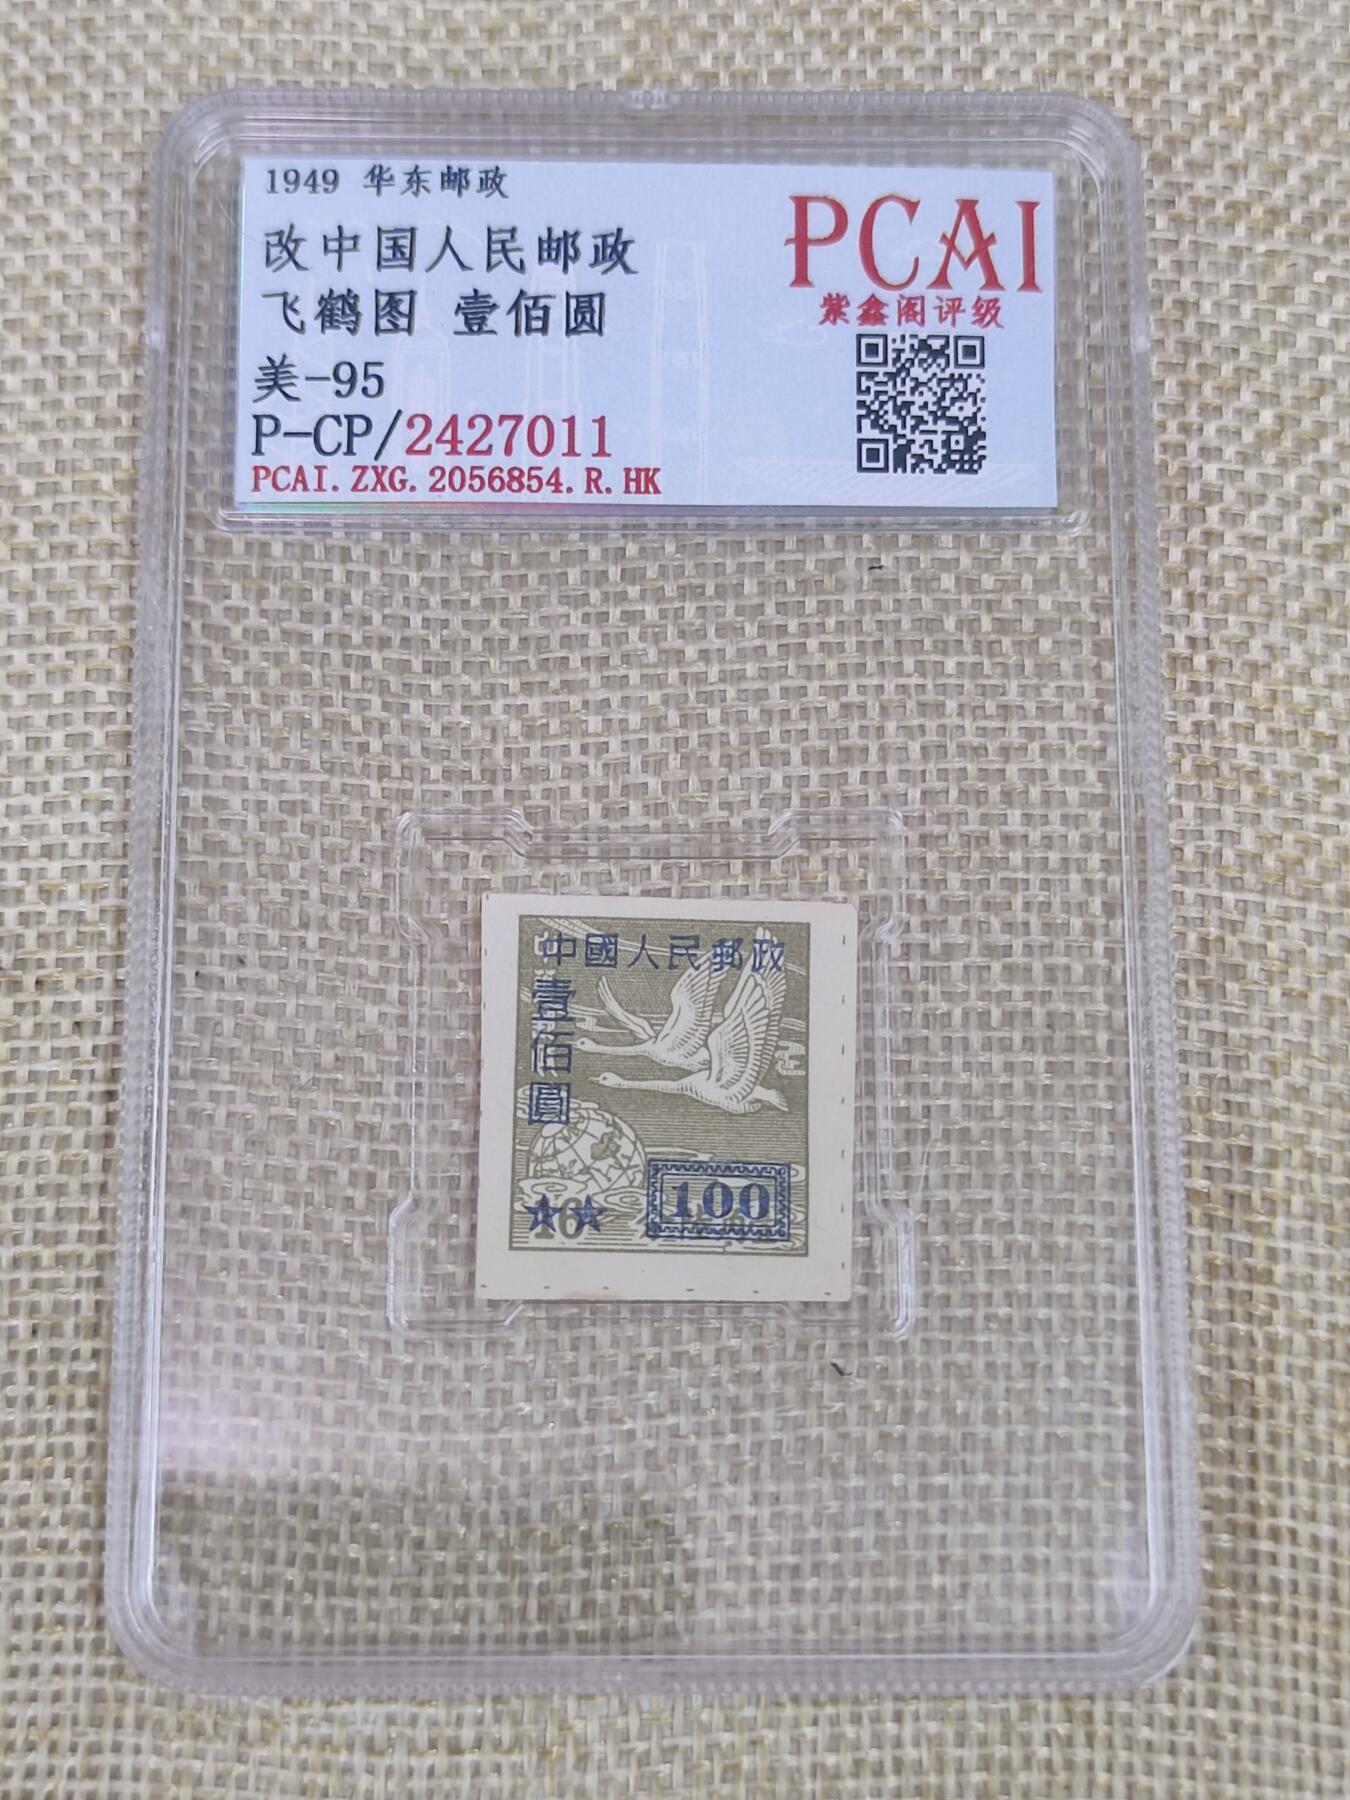 1949 华东邮政
改中国人民邮政
飞鹤图 壹佰圆
美-95
P-CP/2427011
PCAI.ZXG.2056854.R.HK
PCAI
紫鑫阁评级
中國人民郵政
壹佰圓
100